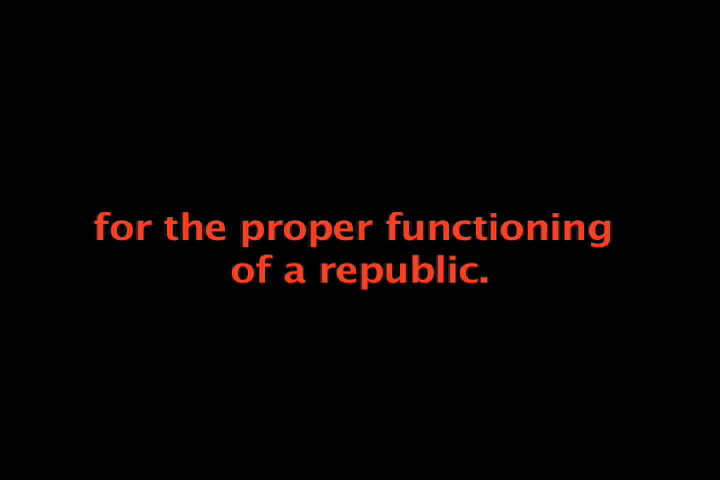 for the proper functioning
of a republic.